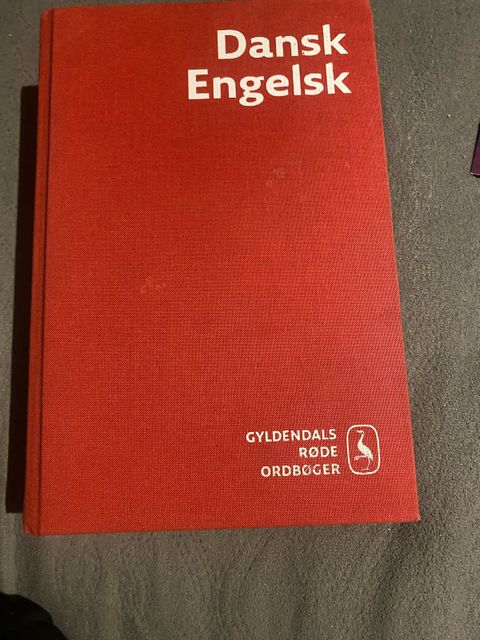 Dansk
Engelsk
GYLDENDALS
RØDE
ORDBØGER